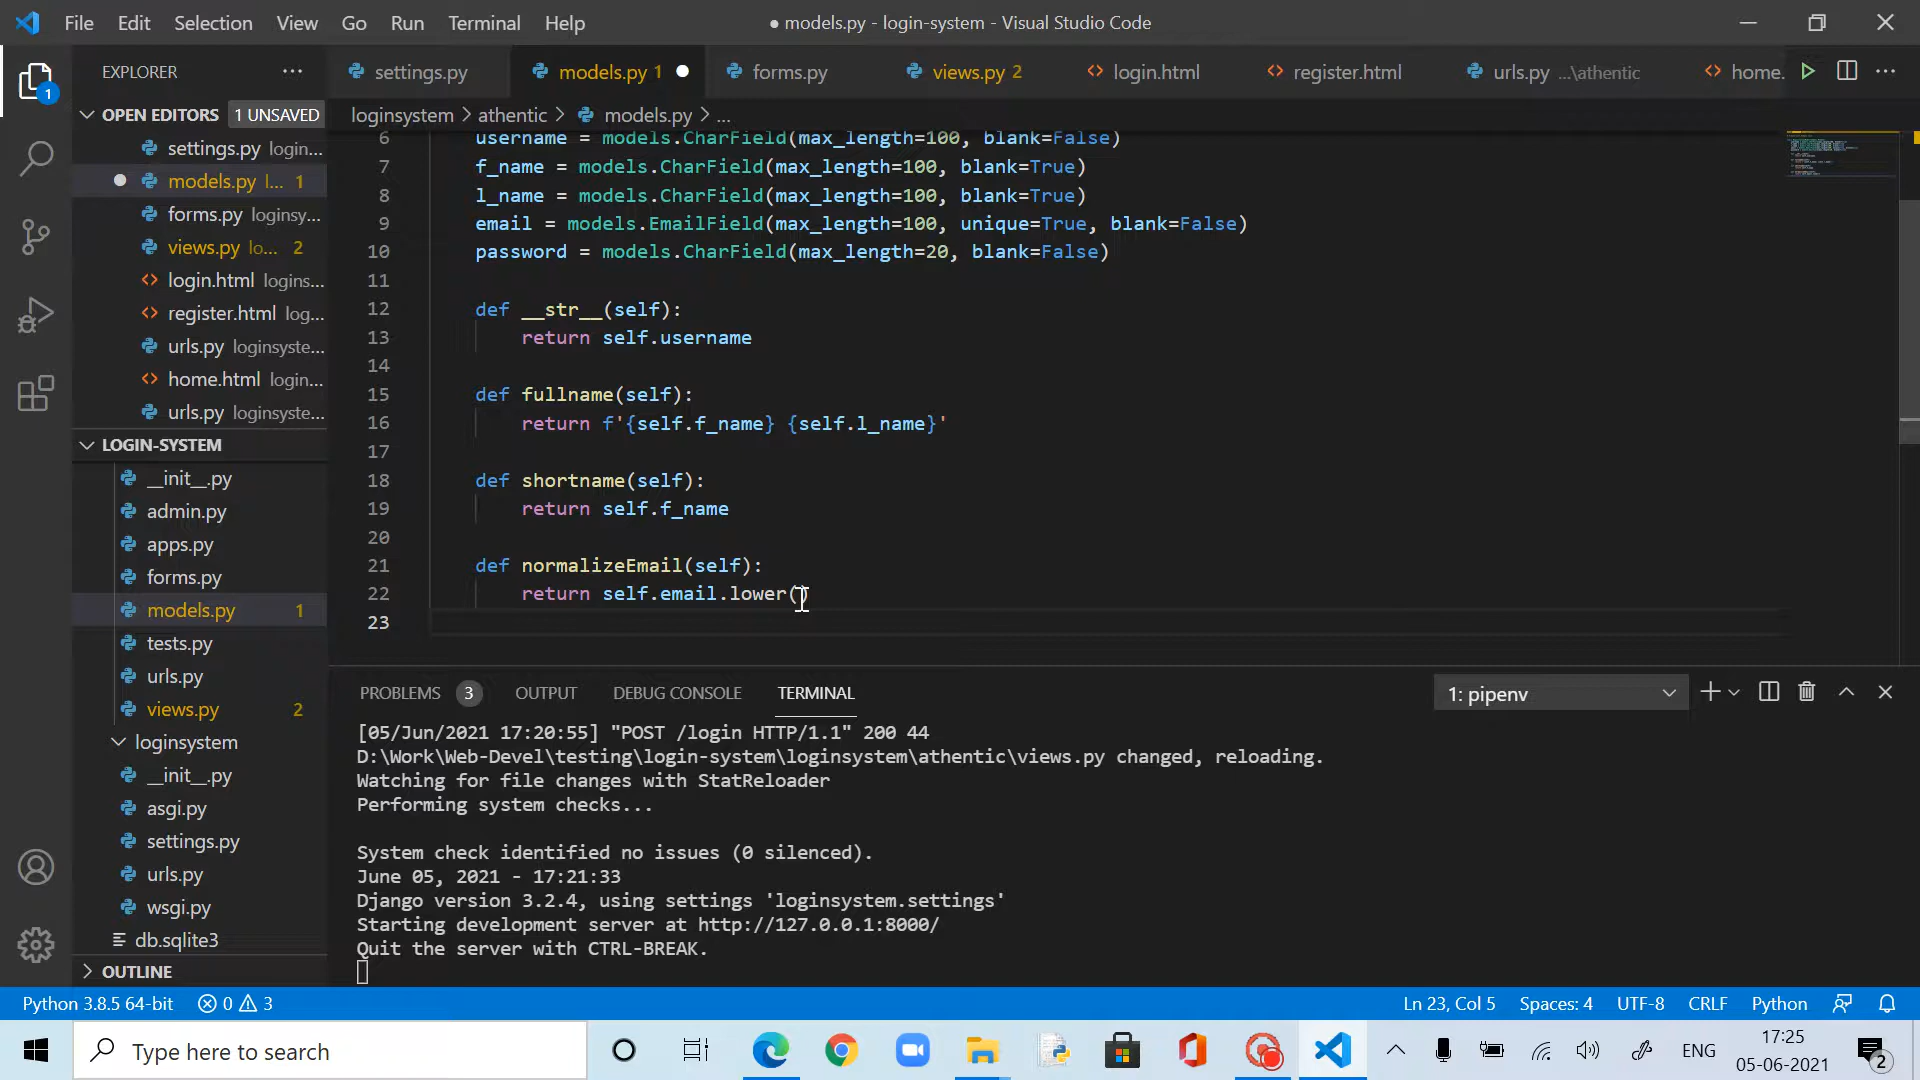 File Edit Selection View Go Run Terminal Help
● models.py - login-system - Visual Studio Code
EXPLORER
OPEN EDITORS 1 UNSAVED
settings.py login...
models.py l... 1
forms.py loginsy...
views.py lo... 2
login.html logins...
register.html log...
urls.py loginsyste...
home.html login...
urls.py loginsyste...
LOGIN-SYSTEM
__init__.py
admin.py
apps.py
forms.py
models.py 1
tests.py
urls.py
views.py 2
loginsystem
__init__.py
asgi.py
settings.py
urls.py
wsgi.py
db.sqlite3
OUTLINE
settings.py models.py 1 forms.py views.py 2 login.html register.html urls.py ...\athentic home.
loginsystem > athentic > models.py > ...
6 username = models.CharField(max_length=100, blank=False)
7 f_name = models.CharField(max_length=100, blank=True)
8 l_name = models.CharField(max_length=100, blank=True)
9 email = models.EmailField(max_length=100, unique=True, blank=False)
10 password = models.CharField(max_length=20, blank=False)
11
12 def __str__(self):
13 return self.username
14
15 def fullname(self):
16 return f'{self.f_name} {self.l_name}'
17
18 def shortname(self):
19 return self.f_name
20
21 def normalizeEmail(self):
22 return self.email.lower()
23
PROBLEMS 3 OUTPUT DEBUG CONSOLE TERMINAL 1: pipenv
[05/Jun/2021 17:20:55] "POST /login HTTP/1.1" 200 44
D:\Work\Web-Devel\testing\login-system\loginsystem\athentic\views.py changed, reloading.
Watching for file changes with StatReloader
Performing system checks...
System check identified no issues (0 silenced).
June 05, 2021 - 17:21:33
Django version 3.2.4, using settings 'loginsystem.settings'
Starting development server at http://127.0.0.1:8000/
Quit the server with CTRL-BREAK.
Python 3.8.5 64-bit 0 3 Ln 23, Col 5 Spaces: 4 UTF-8 CRLF Python
Type here to search
ENG
17:25
05-06-2021
2
1